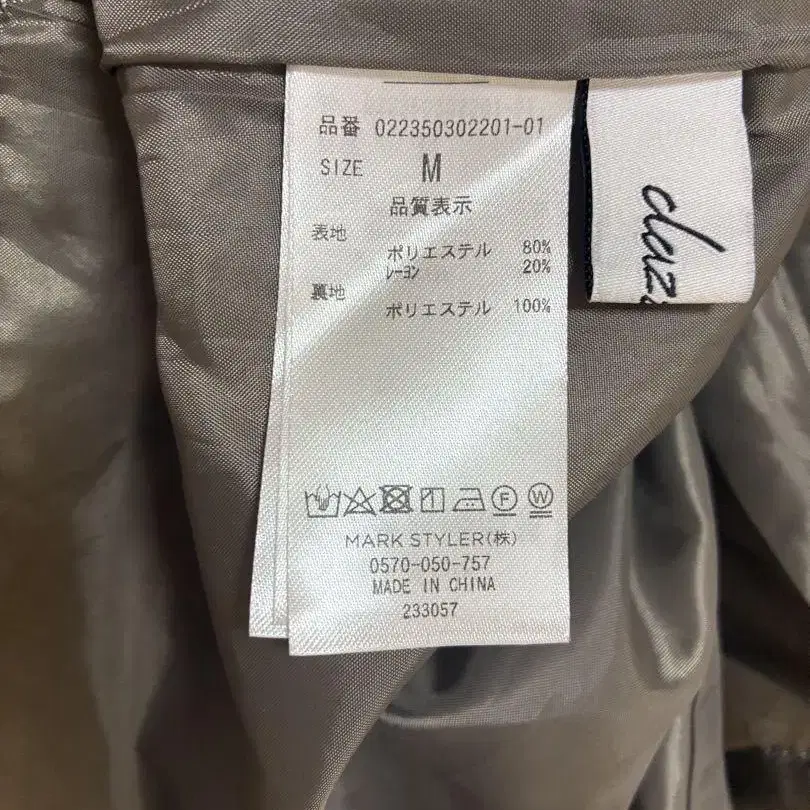 品番 022350302201-01
SIZE M
品質表示
表地
ポリエステル 80%
レーヨン 20%
裏地
ポリエステル 100%
F W
MARK STYLER(株)
0570-050-757
MADE IN CHINA
233057